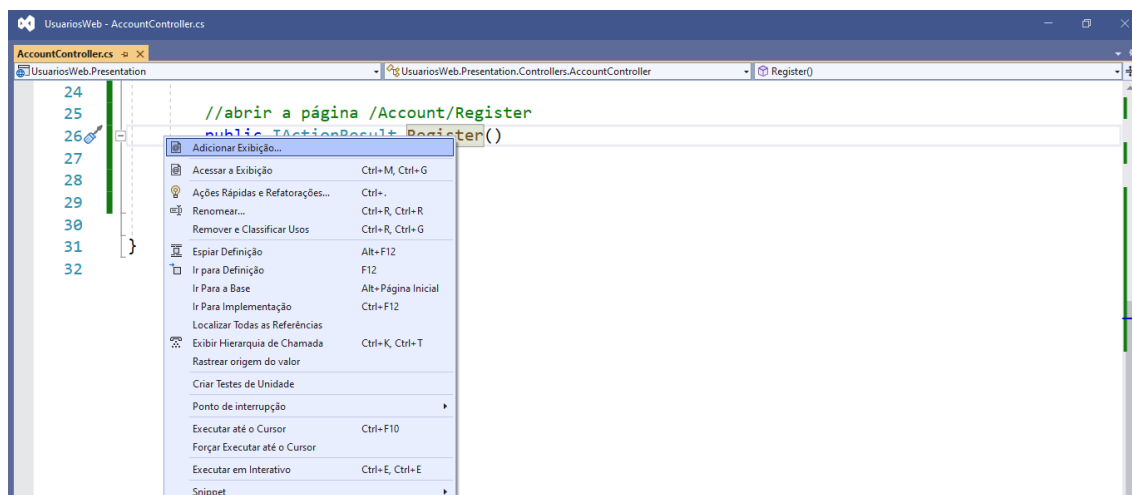 UsuariosWeb - AccountController.cs
AccountController.cs
UsuariosWeb.Presentation UsuariosWeb.Presentation.Controllers.AccountController Register()
24
25 //abrir a página /Account/Register
26 public IActionResult Register()
27
28
29
30
31 }
32
Adicionar Exibição...
Acessar a Exibição Ctrl+M, Ctrl+G
Ações Rápidas e Refatorações... Ctrl+.
Renomear... Ctrl+R, Ctrl+R
Remover e Classificar Usos Ctrl+R, Ctrl+G
Espiar Definição Alt+F12
Ir para Definição F12
Ir Para a Base Alt+Página Inicial
Ir Para Implementação Ctrl+F12
Localizar Todas as Referências
Exibir Hierarquia de Chamada Ctrl+K, Ctrl+T
Rastrear origem do valor
Criar Testes de Unidade
Ponto de interrupção
Executar até o Cursor Ctrl+F10
Forçar Executar até o Cursor
Executar em Interativo Ctrl+E, Ctrl+E
Snippet